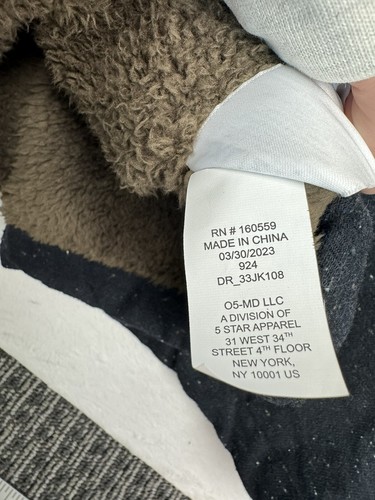 RN # 160559
MADE IN CHINA
03/30/2023
924
DR_33JK108
O5-MD LLC
A DIVISION OF
5 STAR APPAREL
31 WEST 34TH
STREET 4TH FLOOR
NEW YORK,
NY 10001 US